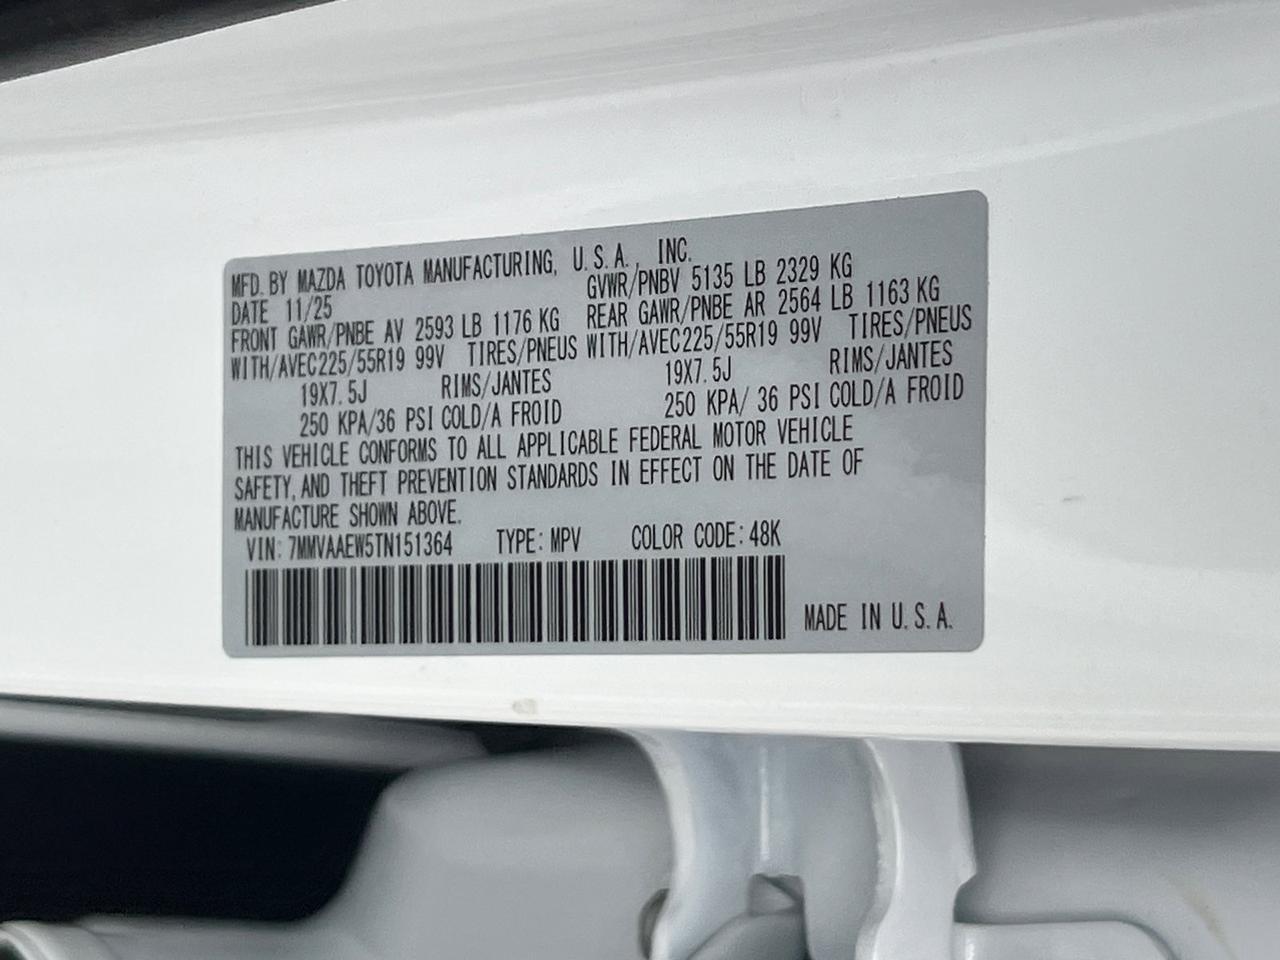 MFD. BY MAZDA TOYOTA MANUFACTURING, U.S.A., INC.
DATE 11/25 GVWR/PNBV 5135 LB 2329 KG
FRONT GAWR/PNBE AV 2593 LB 1176 KG REAR GAWR/PNBE AR 2564 LB 1163 KG
WITH/AVEC225/55R19 99V TIRES/PNEUS WITH/AVEC225/55R19 99V TIRES/PNEUS
19X7.5J RIMS/JANTES 19X7.5J RIMS/JANTES
250 KPA/36 PSI COLD/A FROID 250 KPA/ 36 PSI COLD/A FROID
THIS VEHICLE CONFORMS TO ALL APPLICABLE FEDERAL MOTOR VEHICLE
SAFETY, AND THEFT PREVENTION STANDARDS IN EFFECT ON THE DATE OF
MANUFACTURE SHOWN ABOVE.
VIN: 7MMVAAEW5TN151364 TYPE: MPV COLOR CODE: 48K
MADE IN U.S.A.